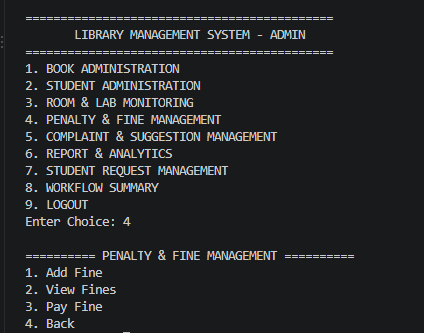 ============================================
LIBRARY MANAGEMENT SYSTEM - ADMIN
============================================
1. BOOK ADMINISTRATION
2. STUDENT ADMINISTRATION
3. ROOM & LAB MONITORING
4. PENALTY & FINE MANAGEMENT
5. COMPLAINT & SUGGESTION MANAGEMENT
6. REPORT & ANALYTICS
7. STUDENT REQUEST MANAGEMENT
8. WORKFLOW SUMMARY
9. LOGOUT
Enter Choice: 4
========== PENALTY & FINE MANAGEMENT ==========
1. Add Fine
2. View Fines
3. Pay Fine
4. Back